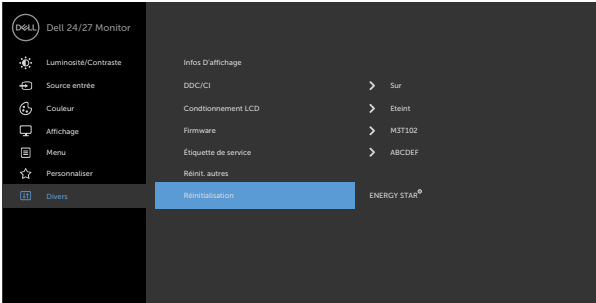 DELL
Dell 24/27 Monitor
Luminosité/Contraste
Source entrée
Couleur
Affichage
Menu
Personnaliser
Divers
Infos D'affichage
DDC/CI
Sur
Condtionnement LCD
Eteint
Firmware
M3T102
Étiquette de service
ABCDEF
Réinit. autres
Réinitialisation
ENERGY STAR®